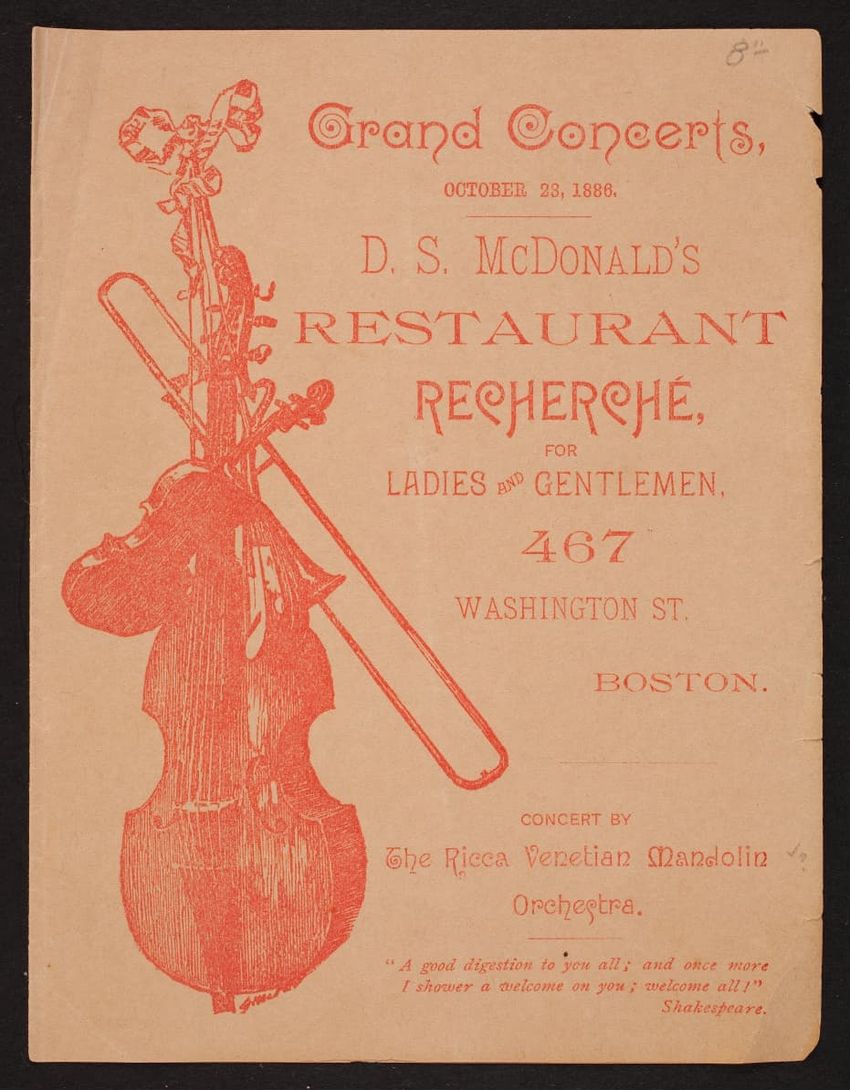 8"
Grand Concerts,
OCTOBER 23, 1886.
D. S. McDONALD'S
RESTAURANT
RECHERCHÉ,
FOR
LADIES AND GENTLEMEN,
467
WASHINGTON ST.
BOSTON.
CONCERT BY
The Ricca Venetian Mandolin
Orchestra.
"A good digestion to you all; and once more
I shower a welcome on you; welcome all!"
Shakespeare.